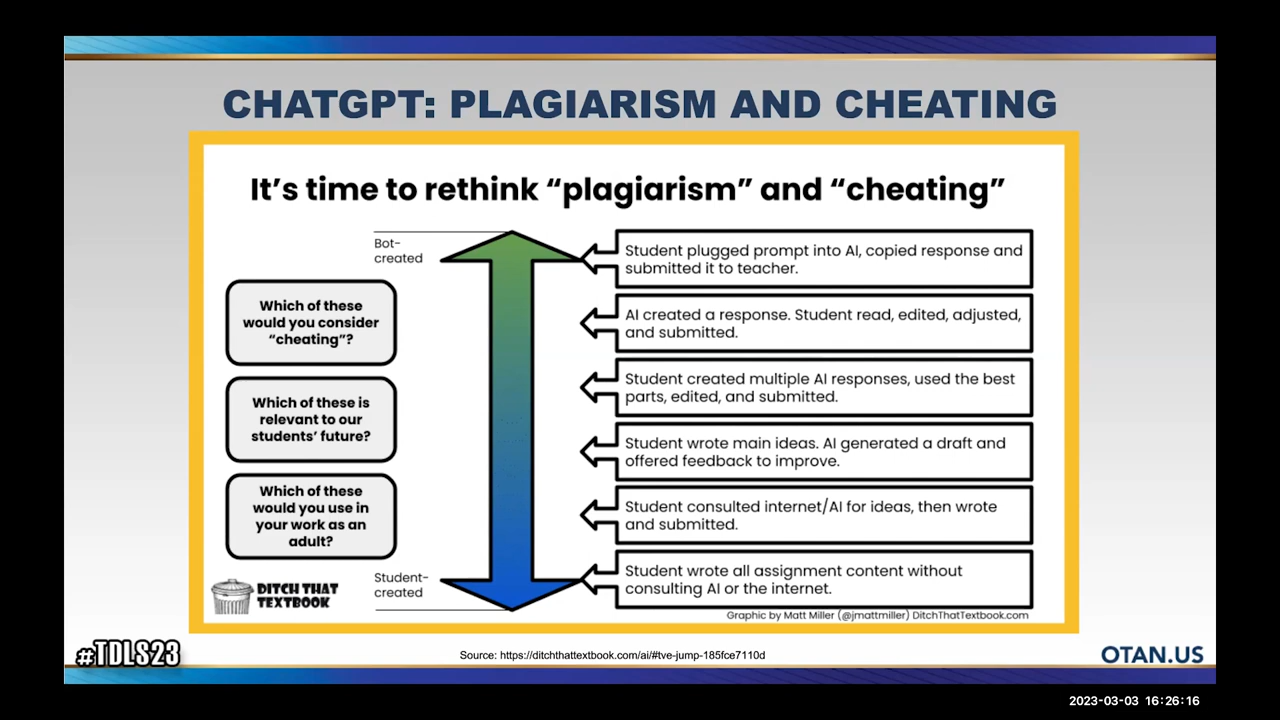 CHATGPT: PLAGIARISM AND CHEATING
It's time to rethink “plagiarism” and “cheating”
Bot-
created
Which of these
would you consider
“cheating”?
Which of these is
relevant to our
students’ future?
Which of these
would you use in
your work as an
adult?
Student-
created
Student plugged prompt into AI, copied response and
submitted it to teacher.
AI created a response. Student read, edited, adjusted,
and submitted.
Student created multiple AI responses, used the best
parts, edited, and submitted.
Student wrote main ideas. AI generated a draft and
offered feedback to improve.
Student consulted internet/AI for ideas, then wrote
and submitted.
Student wrote all assignment content without
consulting AI or the internet.
DITCH THAT
TEXTBOOK
Graphic by Matt Miller (@jmattmiller) DitchThatTextbook.com
#TDLS23
Source: https://ditchthattextbook.com/ai/#tve-jump-185fce7110d
OTAN.US
2023-03-03 16:26:16